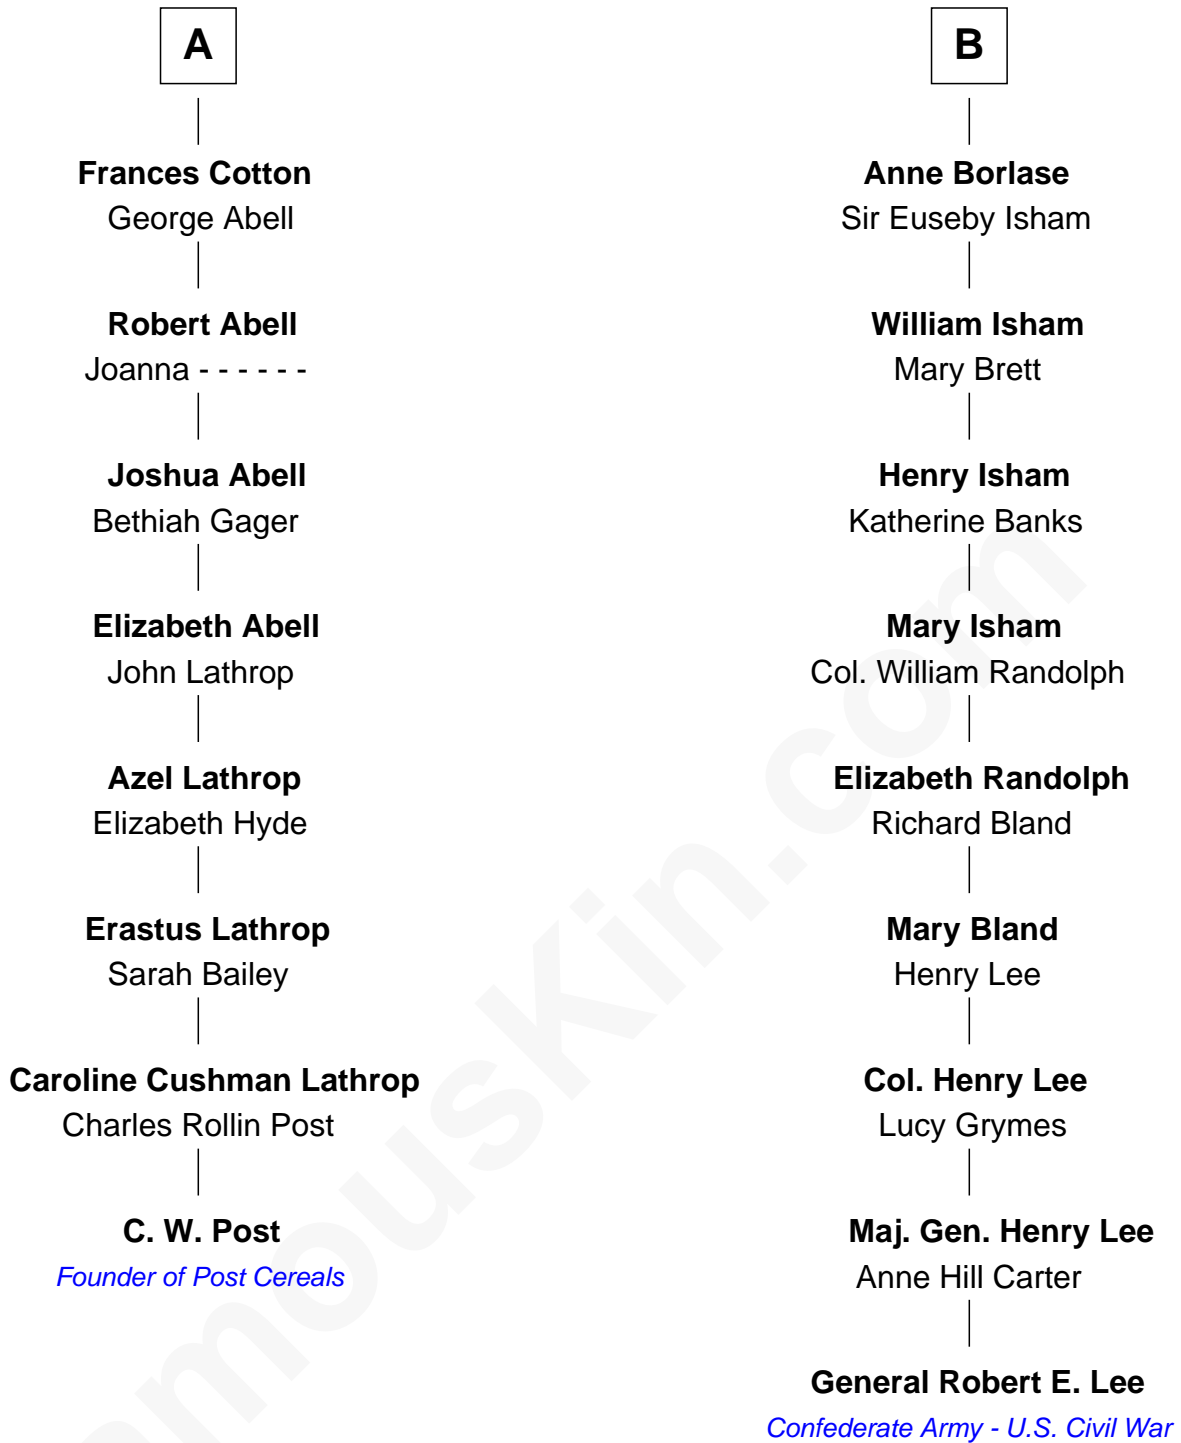 A
Frances Cotton
George Abell
Robert Abell
Joanna - - - - - -
Joshua Abell
Bethiah Gager
Elizabeth Abell
John Lathrop
Azel Lathrop
Elizabeth Hyde
Erastus Lathrop
Sarah Bailey
Caroline Cushman Lathrop
Charles Rollin Post
C. W. Post
Founder of Post Cereals
B
Anne Borlase
Sir Euseby Isham
William Isham
Mary Brett
Henry Isham
Katherine Banks
Mary Isham
Col. William Randolph
Elizabeth Randolph
Richard Bland
Mary Bland
Henry Lee
Col. Henry Lee
Lucy Grymes
Maj. Gen. Henry Lee
Anne Hill Carter
General Robert E. Lee
Confederate Army - U.S. Civil War
amouskin.com